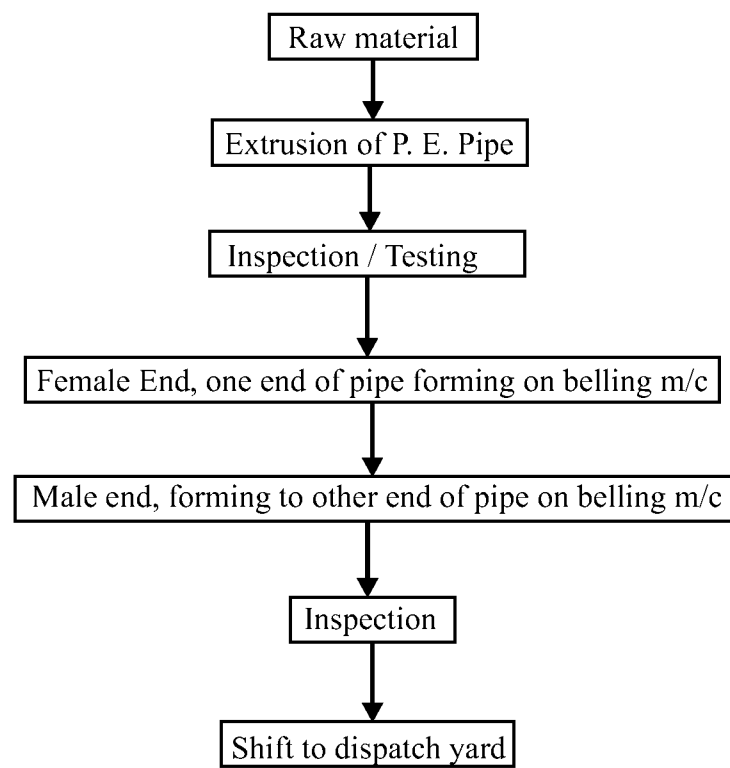 Raw material
Extrusion of P. E. Pipe
Inspection / Testing
Female End, one end of pipe forming on belling m/c
Male end, forming to other end of pipe on belling m/c
Inspection
Shift to dispatch yard